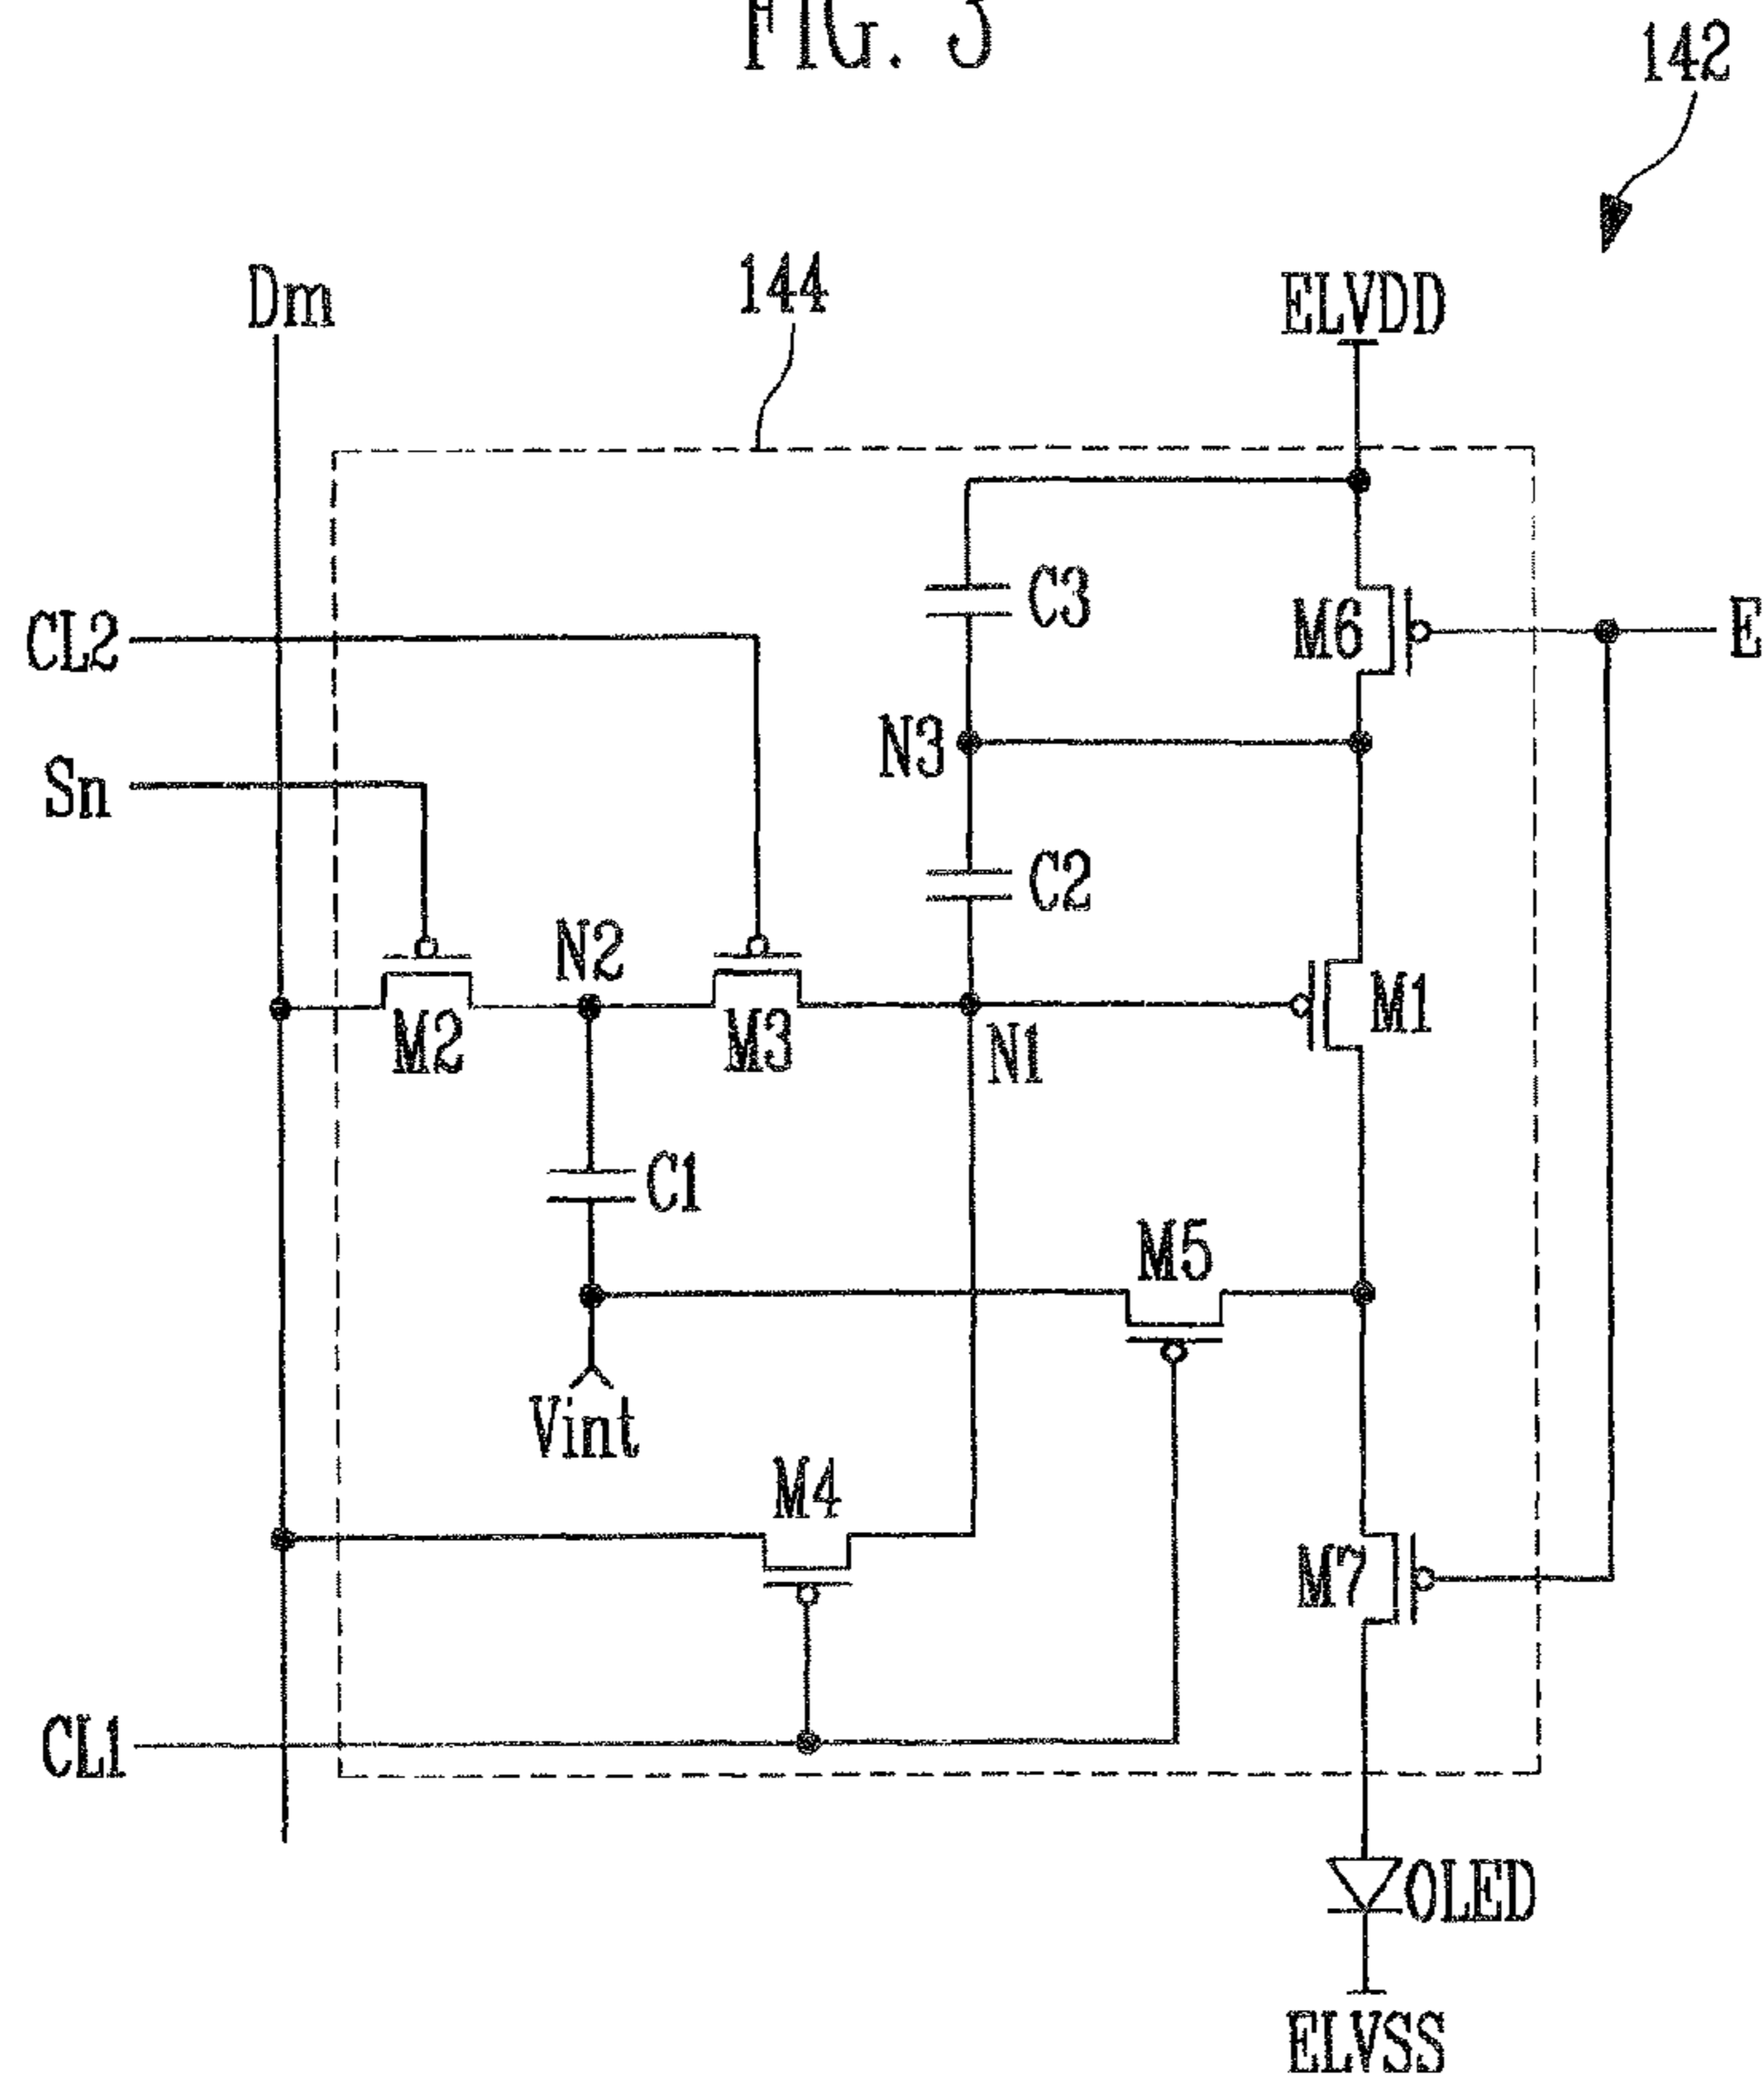 FIG. 3
142
Dm
144
ELVDD
CL2
C3
M6
E
Sn
N3
C2
N2
M2
M3
N1
M1
C1
M5
Vint
M4
M7
CL1
OLED
ELVSS